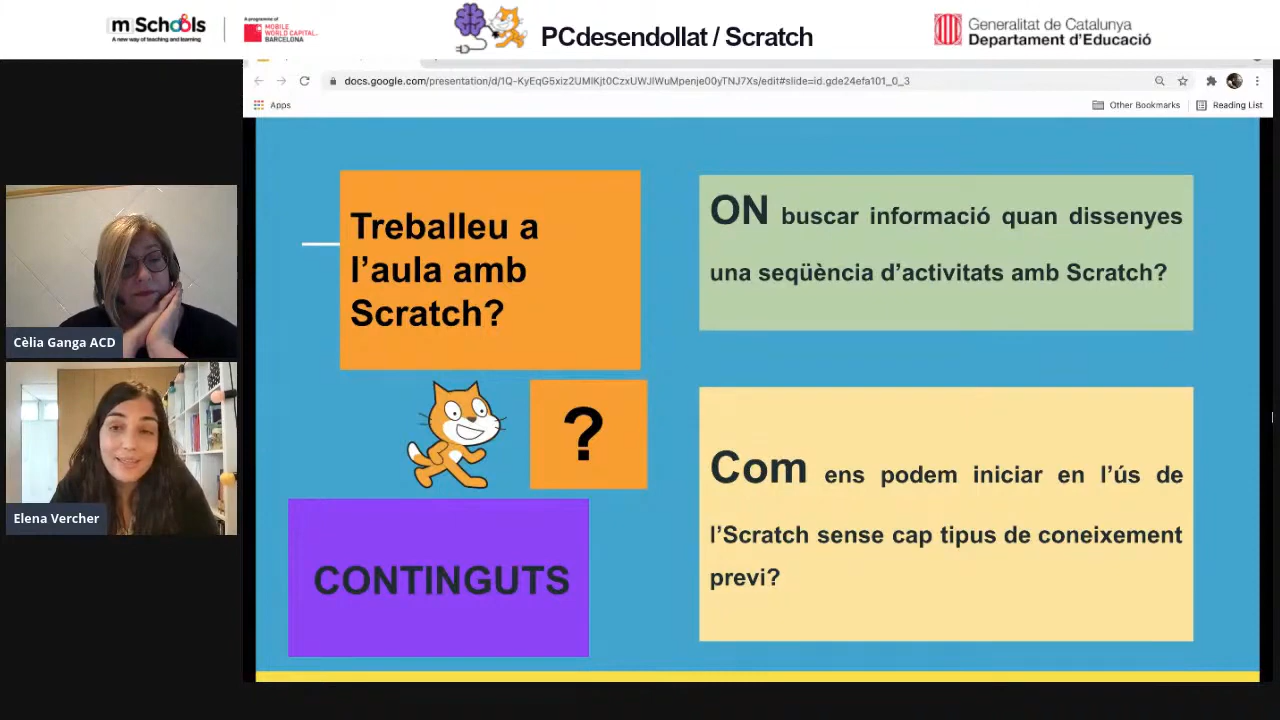 mSchools
A new way of teaching and learning
A programme of
MOBILE
WORLD CAPITAL
BARCELONA
PCdesendollat / Scratch
Generalitat de Catalunya
Departament d'Educació
docs.google.com/presentation/d/1Q-KyEqG5xiz2UMlKjt0CzxUWJlWuMpenje00yTNJ7Xs/edit#slide=id.gde24efa101_0_3
Apps
Other Bookmarks
Reading List
Treballeu a
l'aula amb
Scratch?
ON buscar informació quan dissenyes
una seqüència d'activitats amb Scratch?
?
Com ens podem iniciar en l'ús de
l'Scratch sense cap tipus de coneixement
previ?
CONTINGUTS
Cèlia Ganga ACD
Elena Vercher